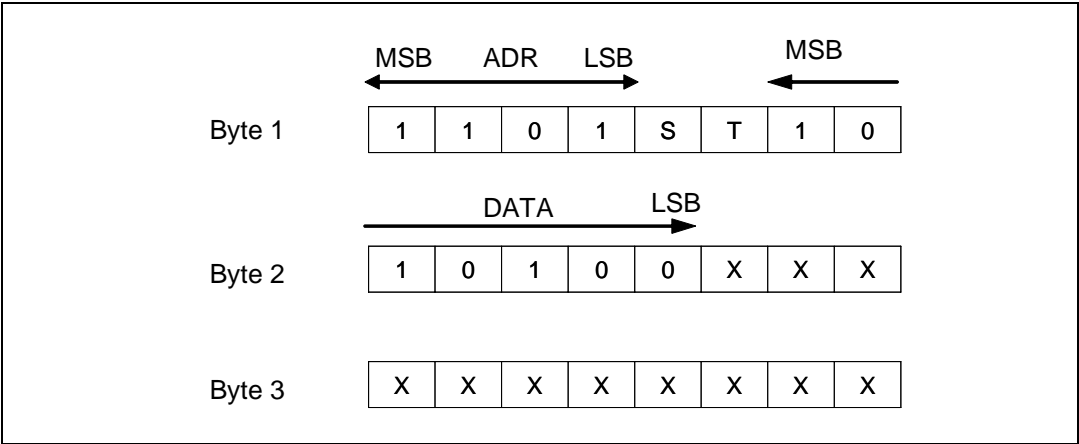 MSB ADR LSB MSB
Byte 1 1 1 0 1 S T 1 0
DATA LSB
Byte 2 1 0 1 0 0 X X X
Byte 3 X X X X X X X X